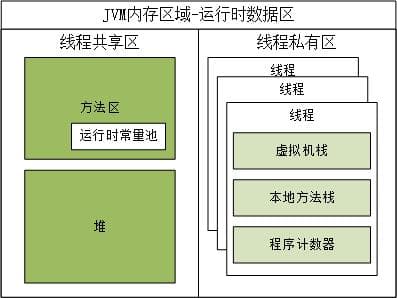 JVM内存区域-运行时数据区
线程共享区
方法区
运行时常量池
堆
线程私有区
线程
线程
线程
虚拟机栈
本地方法栈
程序计数器